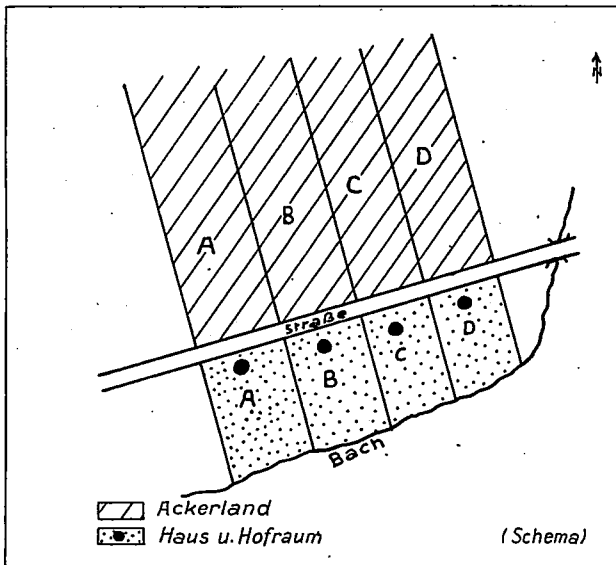 N
D
C
B
A
straße
D
C
B
A
Bach
Ackerland
Haus u. Hofraum
(Schema)